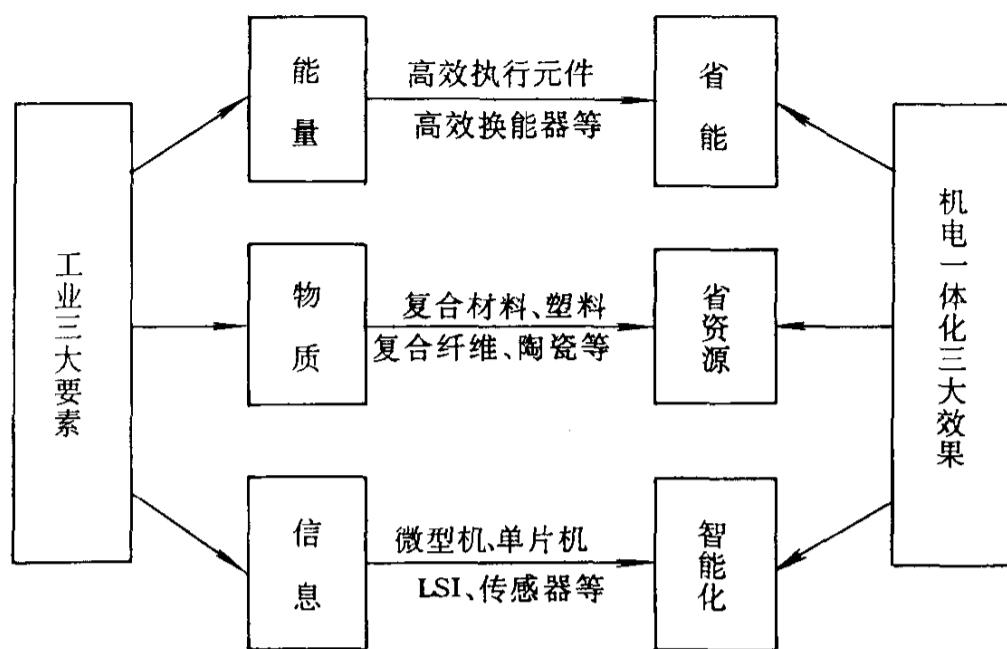 工业三大要素
能量
高效执行元件
高效换能器等
省能
物质
复合材料、塑料
复合纤维、陶瓷等
省资源
信息
微型机、单片机
LSI、传感器等
智能化
机电一体化三大效果